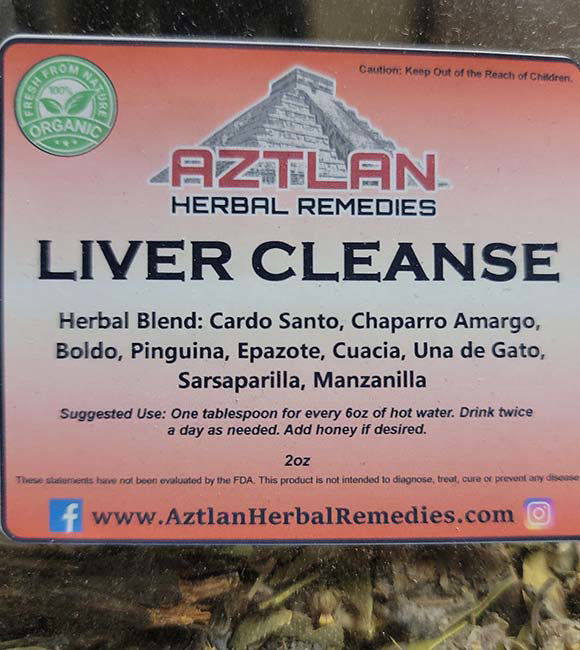 Caution: Keep Out of the Reach of Children.
FRESH FROM NATURE
100%
ORGANIC
AZTLAN
HERBAL REMEDIES
LIVER CLEANSE
Herbal Blend: Cardo Santo, Chaparro Amargo,
Boldo, Pinguina, Epazote, Cuacia, Una de Gato,
Sarsaparilla, Manzanilla
Suggested Use: One tablespoon for every 6oz of hot water. Drink twice
a day as needed. Add honey if desired.
2oz
These statements have not been evaluated by the FDA. This product is not intended to diagnose, treat, cure or prevent any disease
www.AztlanHerbalRemedies.com